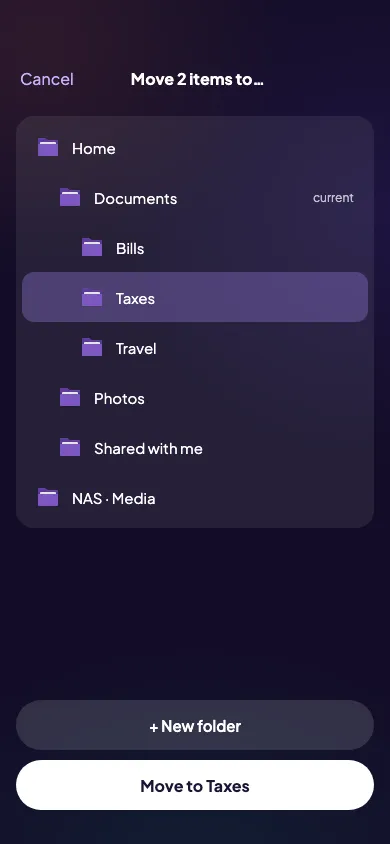 Cancel
Move 2 items to…
Home
Documents
current
Bills
Taxes
Travel
Photos
Shared with me
NAS · Media
+ New folder
Move to Taxes